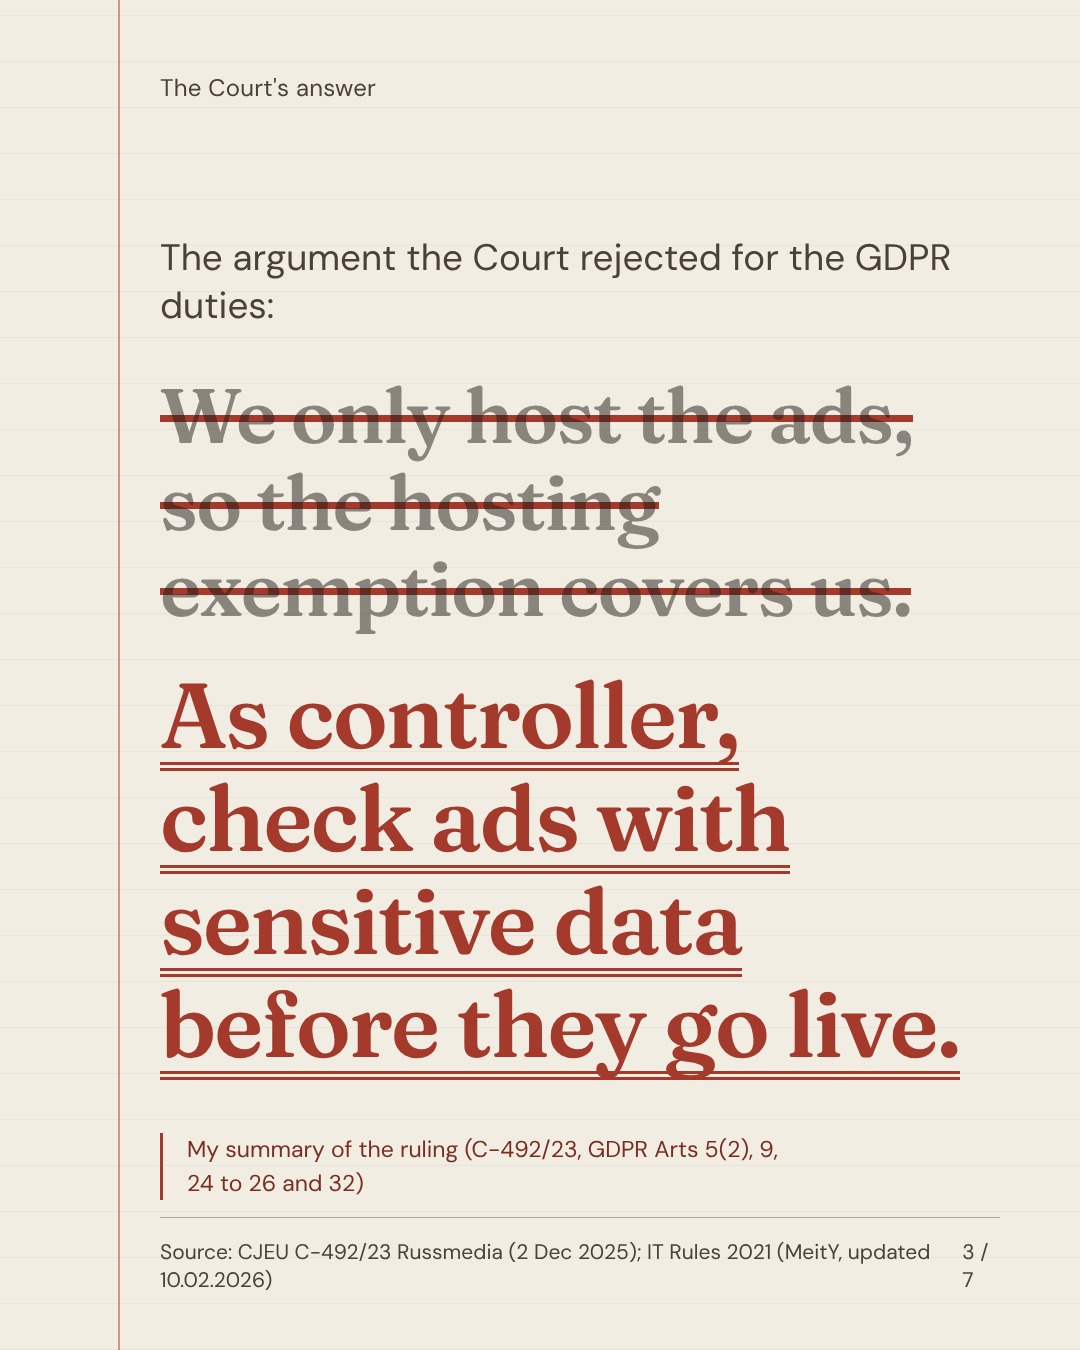 The Court's answer
The argument the Court rejected for the GDPR
duties:
We only host the ads,
so the hosting
exemption covers us.
As controller,
check ads with
sensitive data
before they go live.
My summary of the ruling (C-492/23, GDPR Arts 5(2), 9,
24 to 26 and 32)
Source: CJEU C-492/23 Russmedia (2 Dec 2025); IT Rules 2021 (MeitY, updated
10.02.2026)
3 /
7